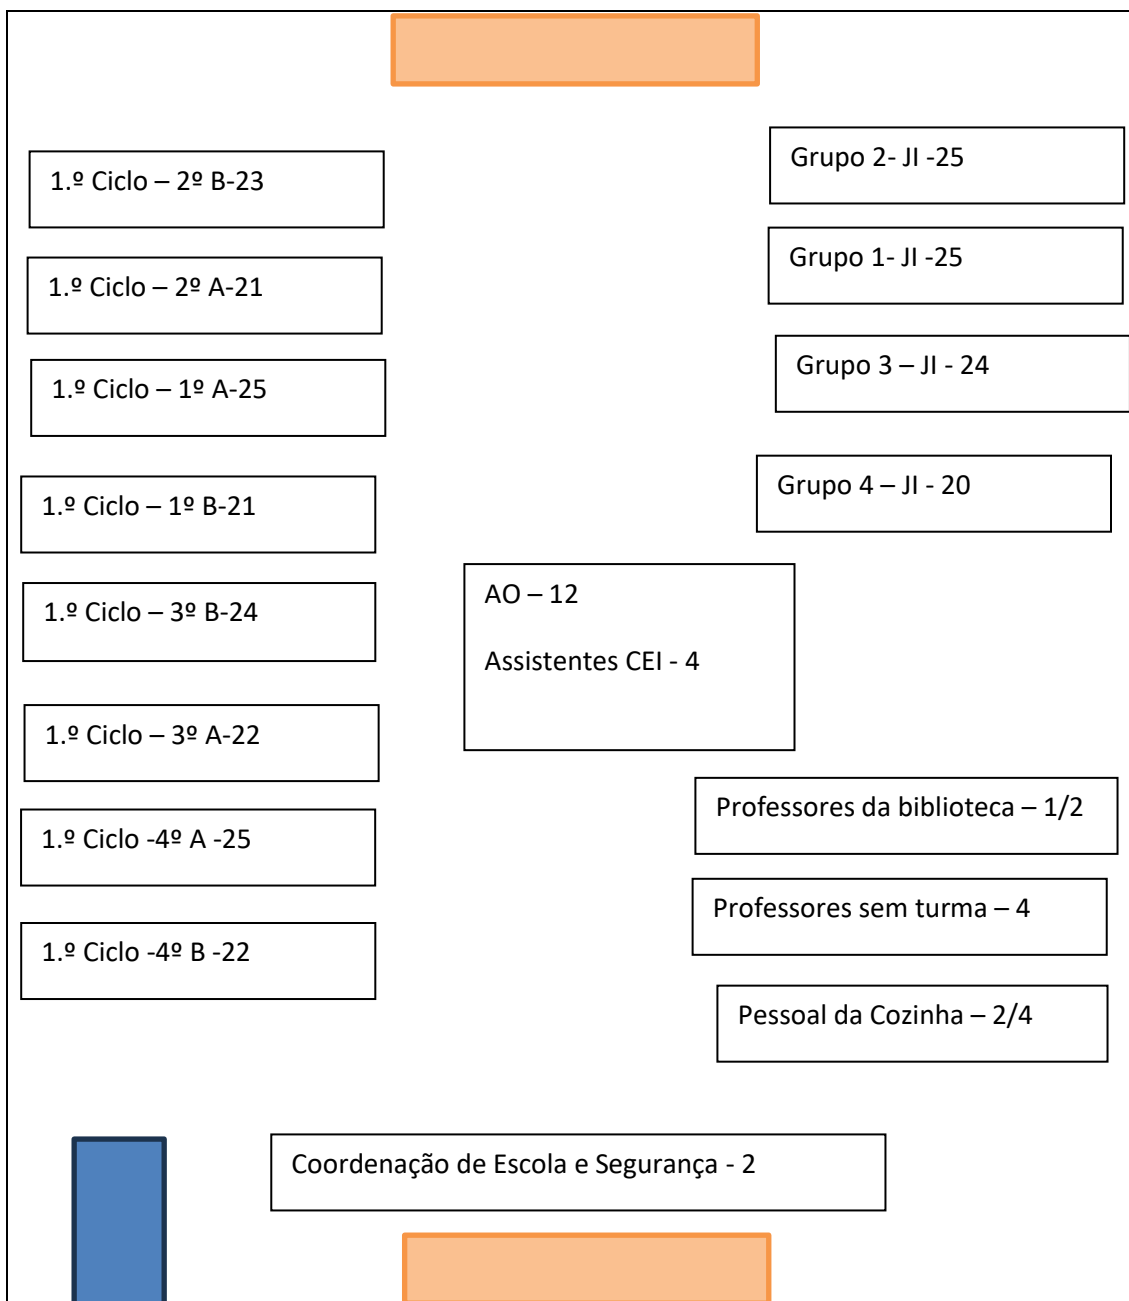 1.º Ciclo – 2º B-23
1.º Ciclo – 2º A-21
1.º Ciclo – 1º A-25
1.º Ciclo – 1º B-21
1.º Ciclo – 3º B-24
1.º Ciclo – 3º A-22
1.º Ciclo -4º A -25
1.º Ciclo -4º B -22
Grupo 2- JI -25
Grupo 1- JI -25
Grupo 3 – JI - 24
Grupo 4 – JI - 20
AO – 12
Assistentes CEI - 4
Professores da biblioteca – 1/2
Professores sem turma – 4
Pessoal da Cozinha – 2/4
Coordenação de Escola e Segurança - 2